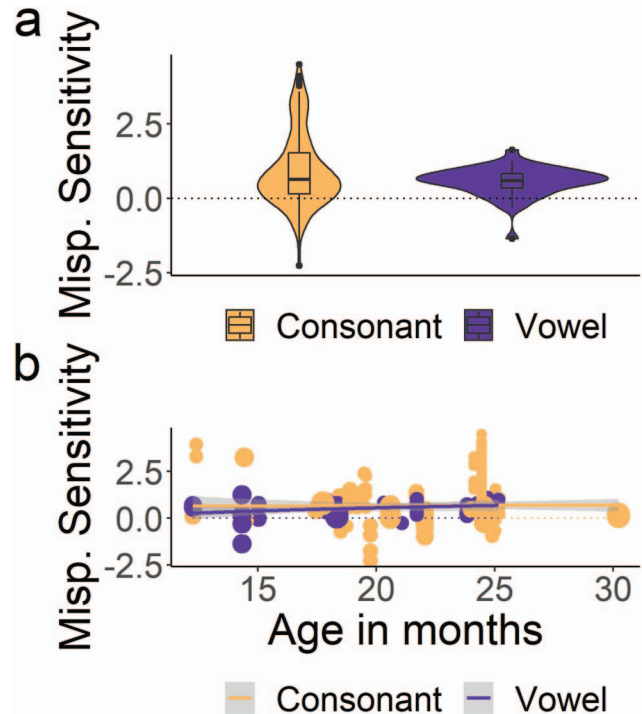 a
Misp. Sensitivity
2.5
0.0
-2.5
Consonant Vowel
b
Misp. Sensitivity
2.5
0.0
-2.5
15 20 25 30
Age in months
Consonant Vowel